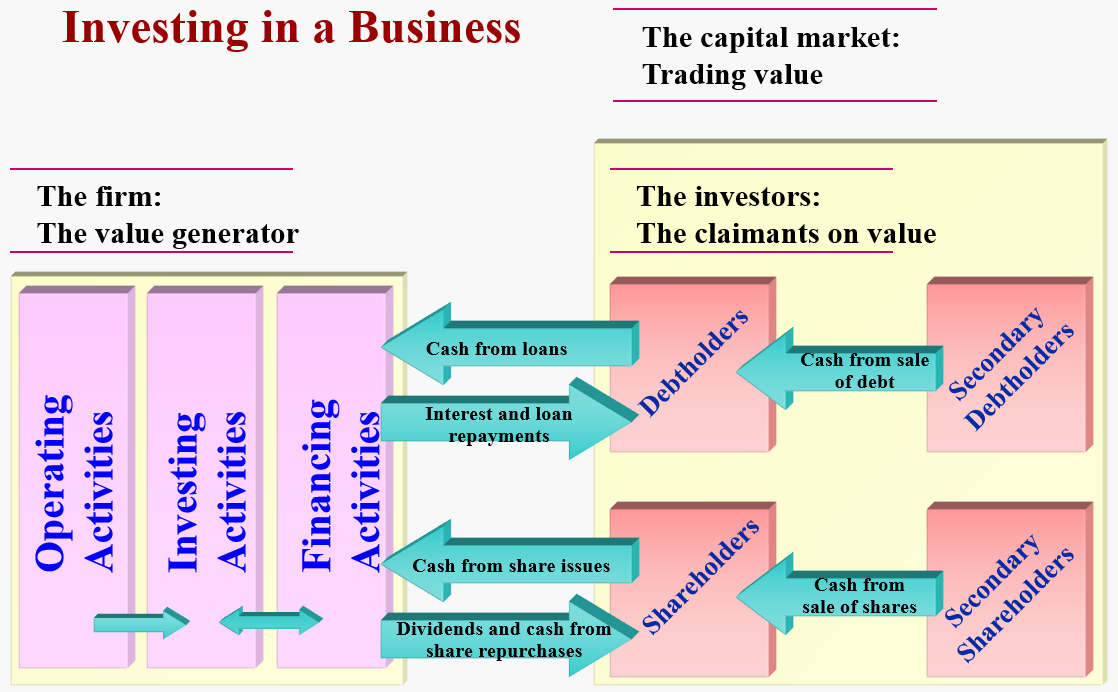 Investing in a Business
The capital market:
Trading value
The firm:
The value generator
The investors:
The claimants on value
Operating
Activities
Investing
Activities
Financing
Activities
Cash from loans
Interest and loan
repayments
Cash from share issues
Dividends and cash from
share repurchases
Debtholders
Cash from sale
of debt
Secondary
Debtholders
Shareholders
Cash from
sale of shares
Secondary
Shareholders